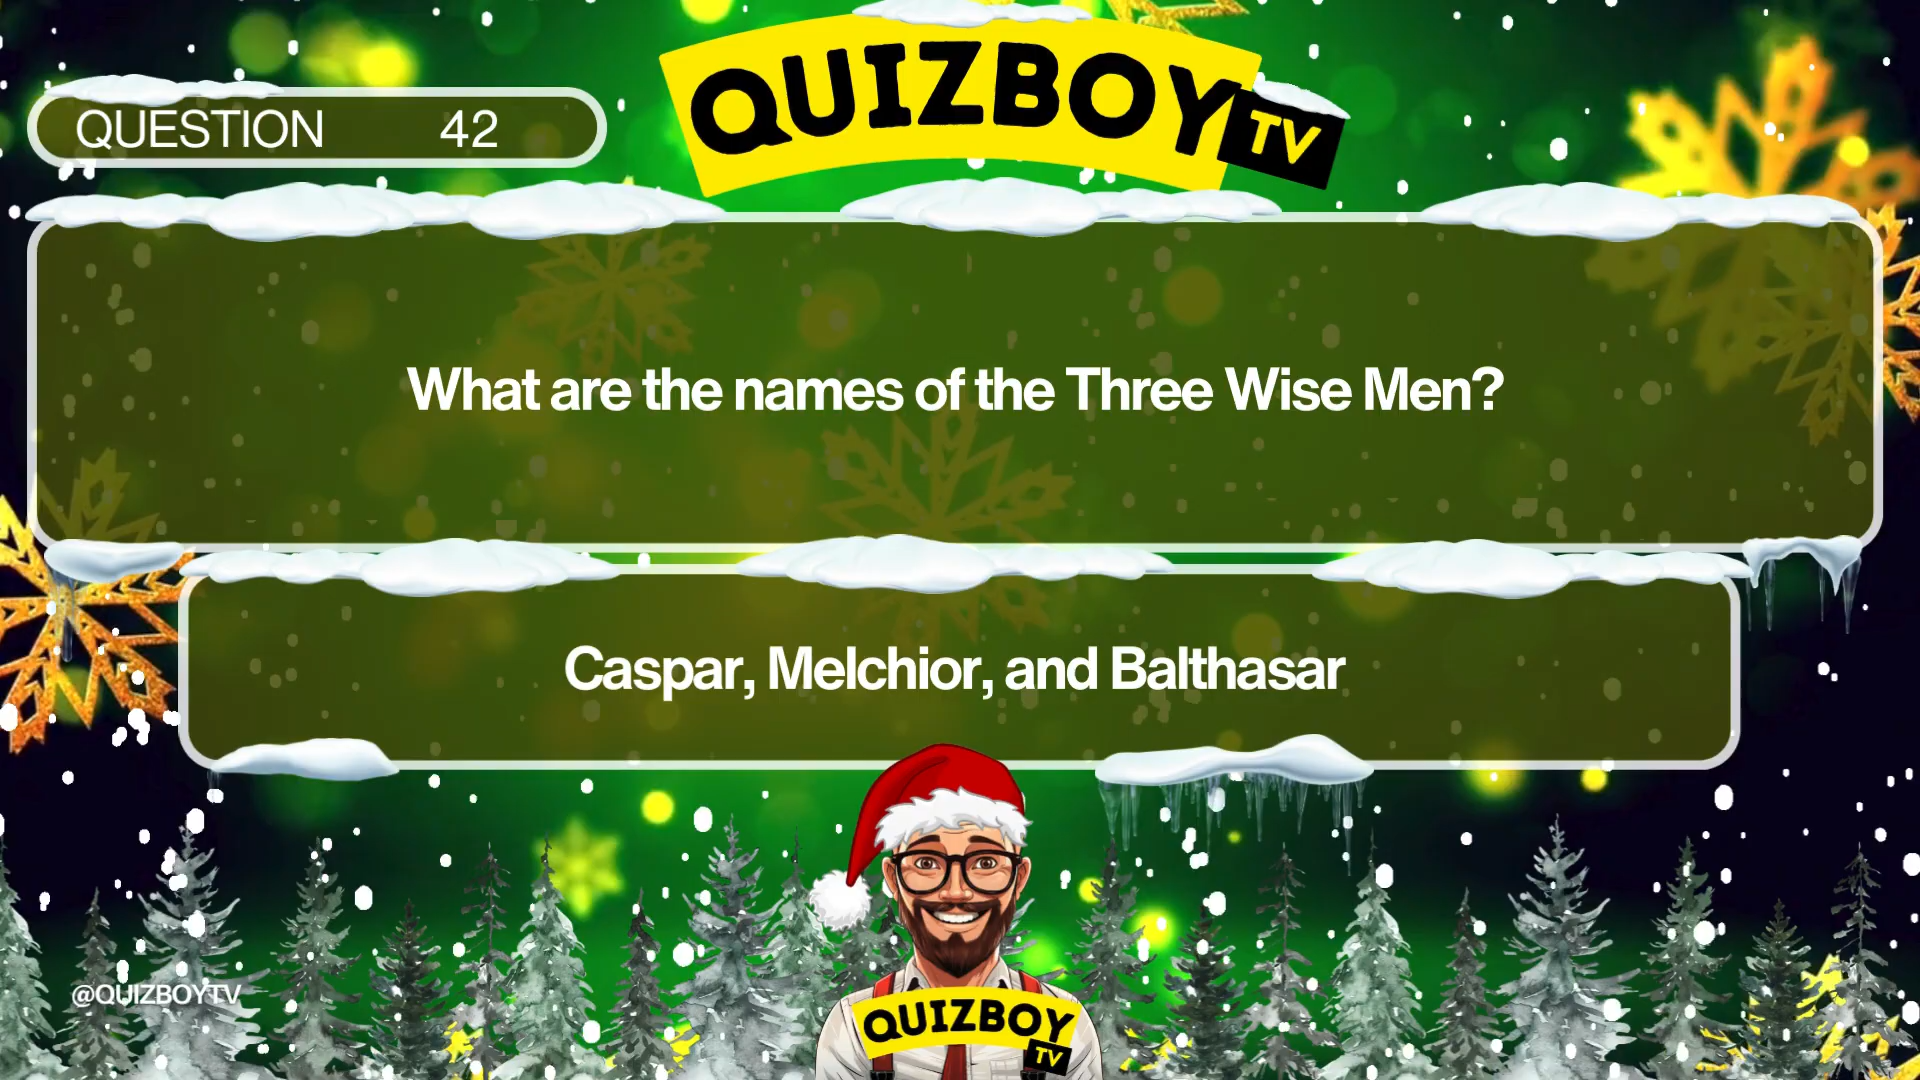 QUIZBOY TV
QUESTION 42
What are the names of the Three Wise Men?
Caspar, Melchior, and Balthasar
@QUIZBOYTV
QUIZBOY
TV